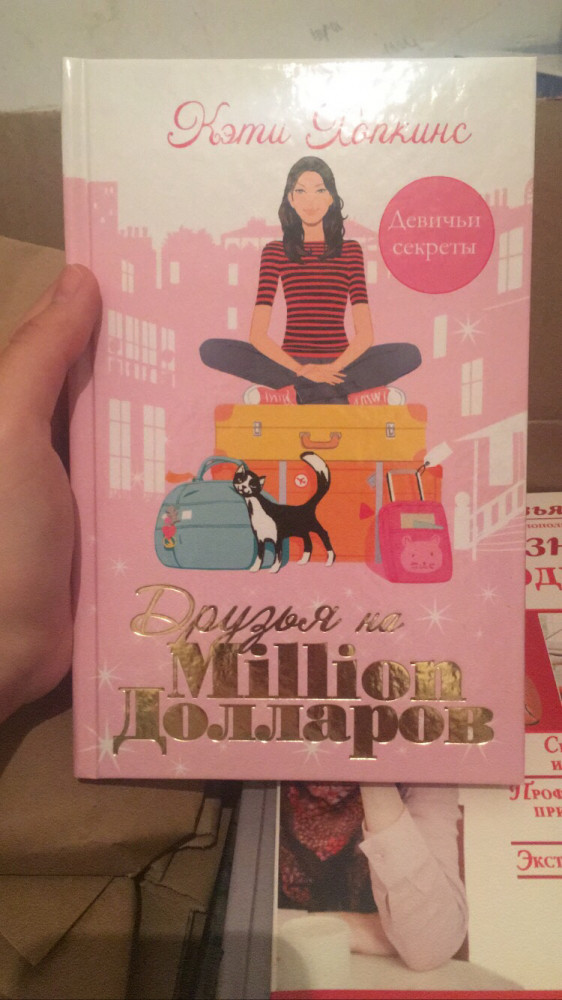 Кэти Хопкинс
Девичьи
секреты
Друзья на
Million
Долларов